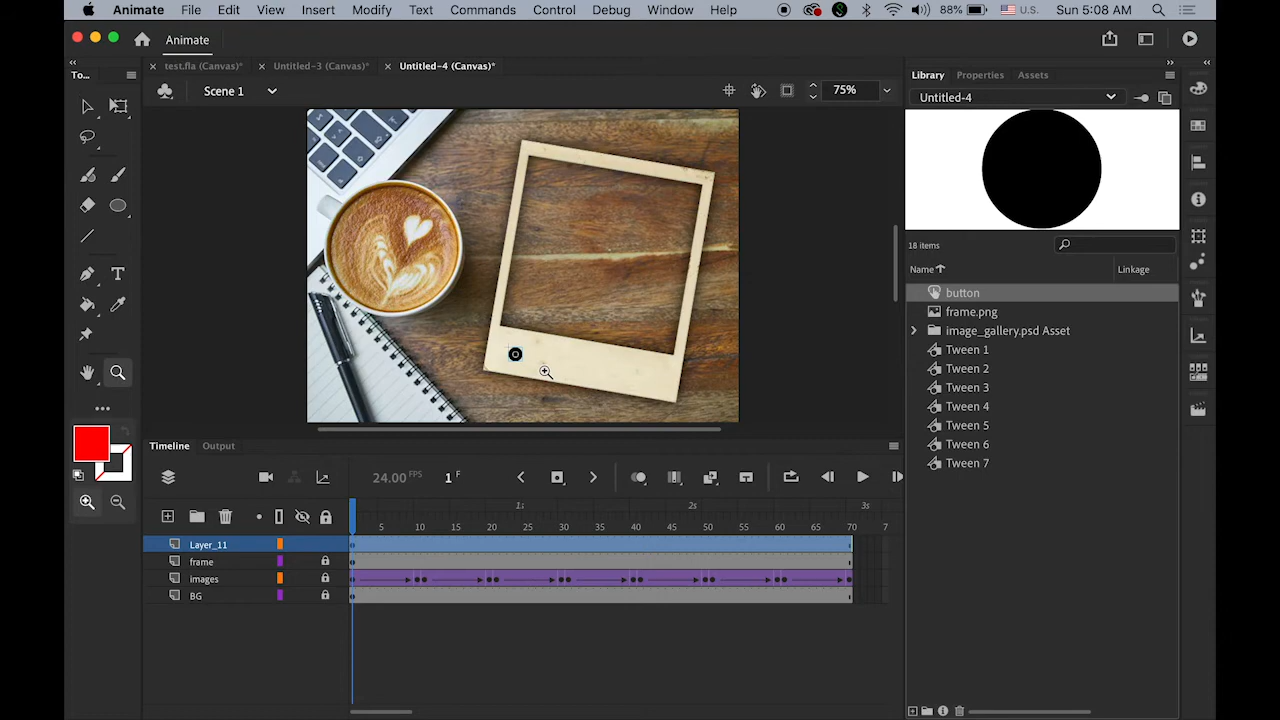 Animate File Edit View Insert Modify Text Commands Control Debug Window Help 88% U.S. Sun 5:08 AM
Animate
To... test.fla (Canvas)* Untitled-3 (Canvas)* Untitled-4 (Canvas)* Library Properties Assets
Scene 1 75% Untitled-4
18 items
Name Linkage
button
frame.png
image_gallery.psd Asset
Tween 1
Tween 2
Tween 3
Tween 4
Tween 5
Tween 6
Tween 7
Timeline Output
24.00 FPS 1 F
1s 2s 3s
5 10 15 20 25 30 35 40 45 50 55 60 65 70 7
Layer_11
frame
images
BG